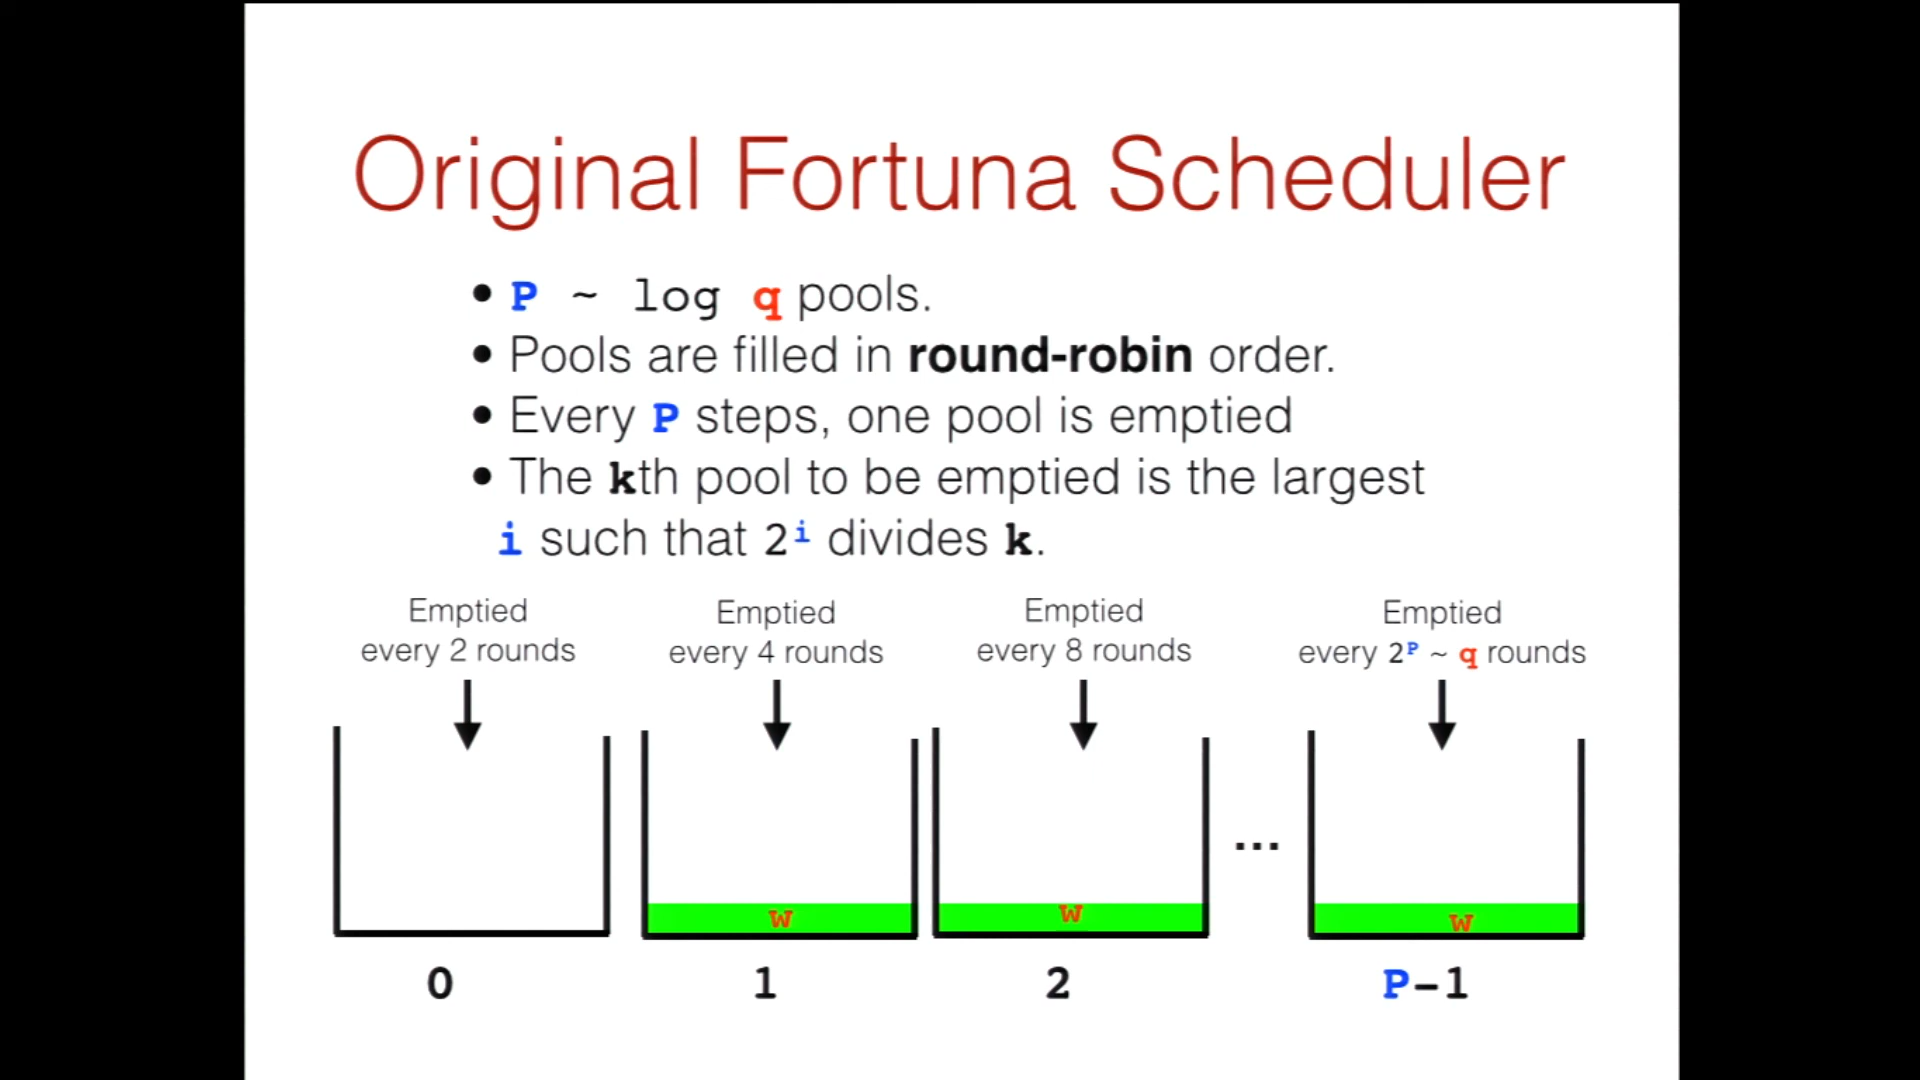 Original Fortuna Scheduler
• P ~ log q pools.
• Pools are filled in round-robin order.
• Every P steps, one pool is emptied
• The kth pool to be emptied is the largest
i such that 2ⁱ divides k.
Emptied every 2 rounds
Emptied every 4 rounds
Emptied every 8 rounds
Emptied every 2ᴾ ~ q rounds
...
w
w
w
0
1
2
P-1